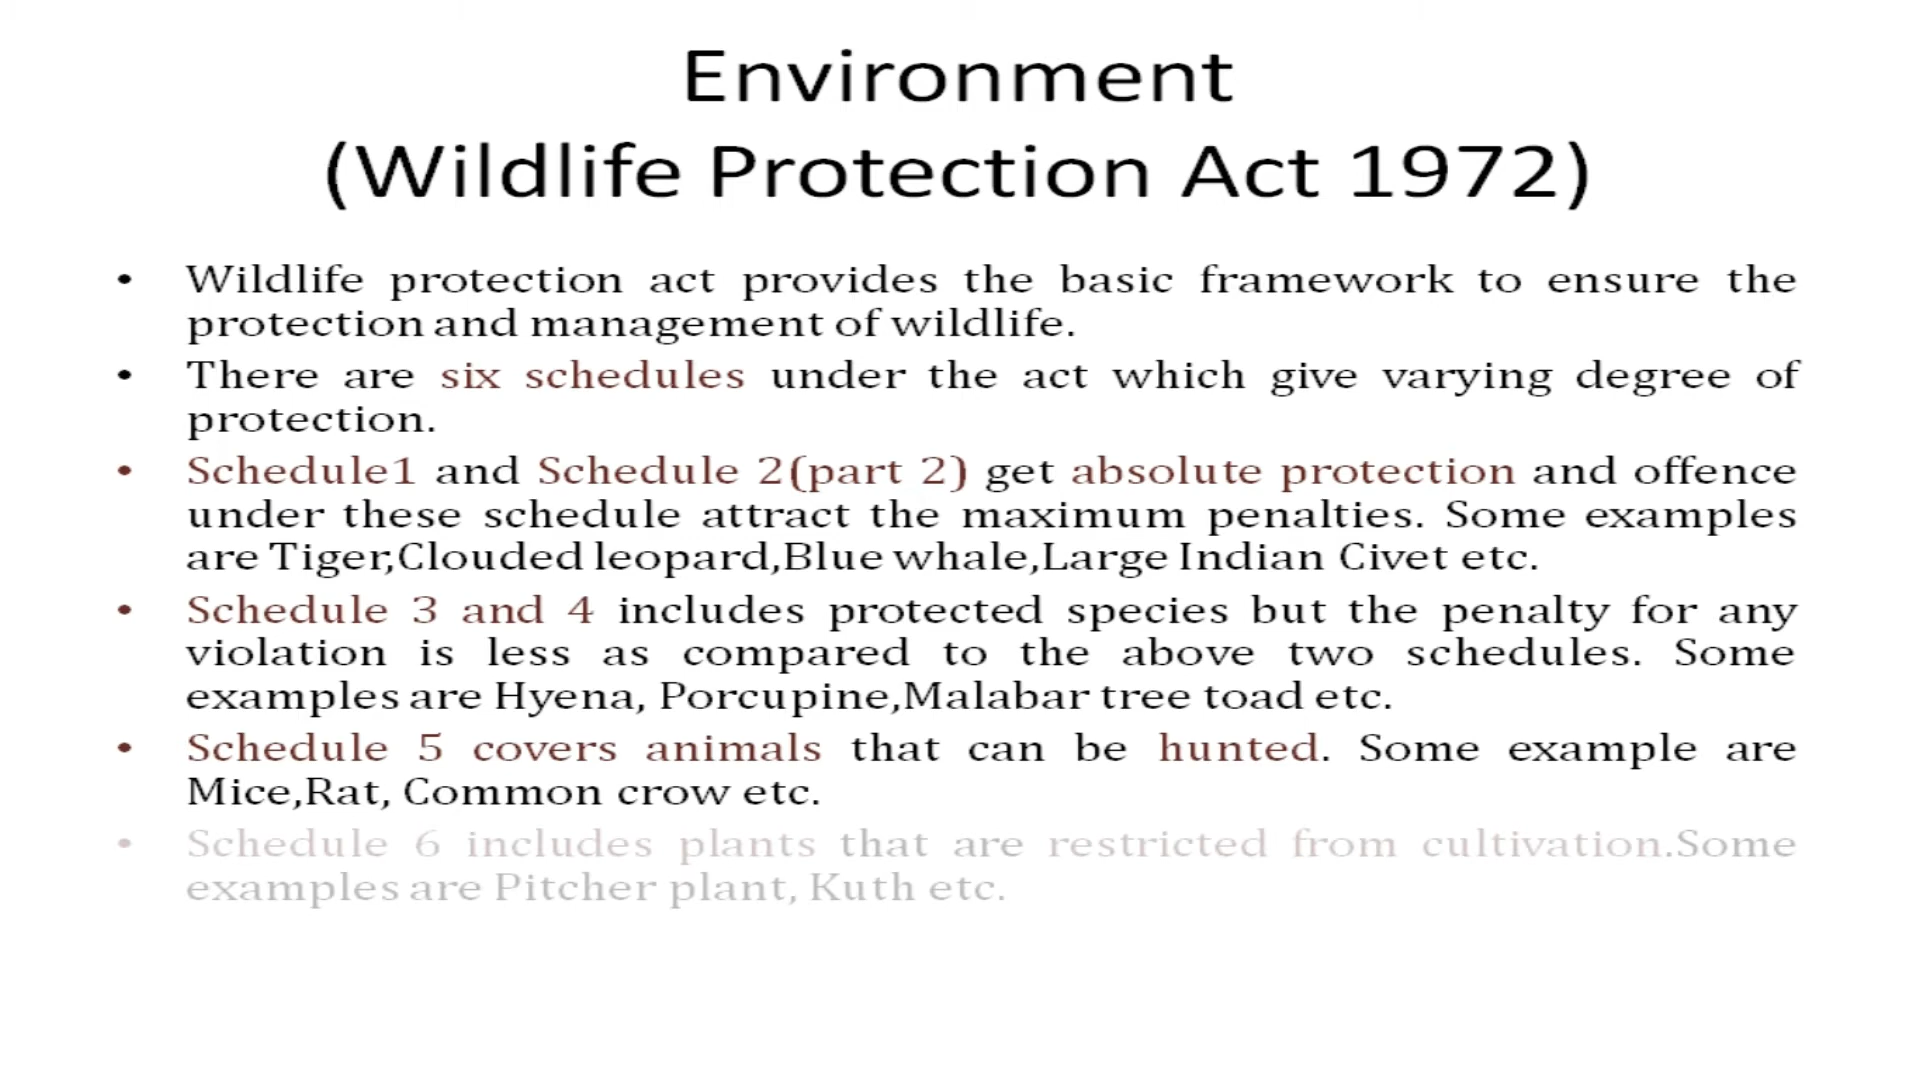 Environment
(Wildlife Protection Act 1972)
• Wildlife protection act provides the basic framework to ensure the
protection and management of wildlife.
• There are six schedules under the act which give varying degree of
protection.
• Schedule1 and Schedule 2(part 2) get absolute protection and offence
under these schedule attract the maximum penalties. Some examples
are Tiger,Clouded leopard,Blue whale,Large Indian Civet etc.
• Schedule 3 and 4 includes protected species but the penalty for any
violation is less as compared to the above two schedules. Some
examples are Hyena, Porcupine,Malabar tree toad etc.
• Schedule 5 covers animals that can be hunted. Some example are
Mice,Rat, Common crow etc.
• Schedule 6 includes plants that are restricted from cultivation.Some
examples are Pitcher plant, Kuth etc.